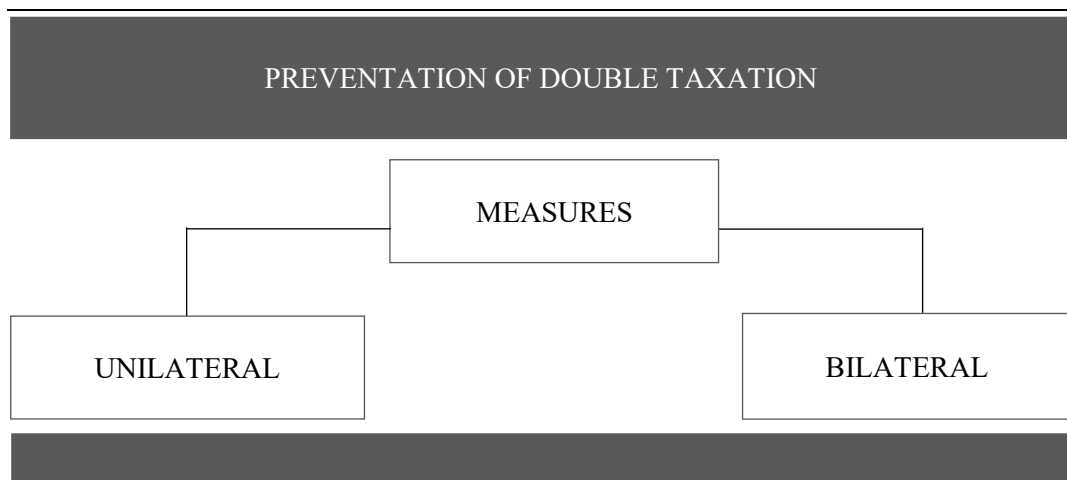 PREVENTATION OF DOUBLE TAXATION
MEASURES
UNILATERAL
BILATERAL